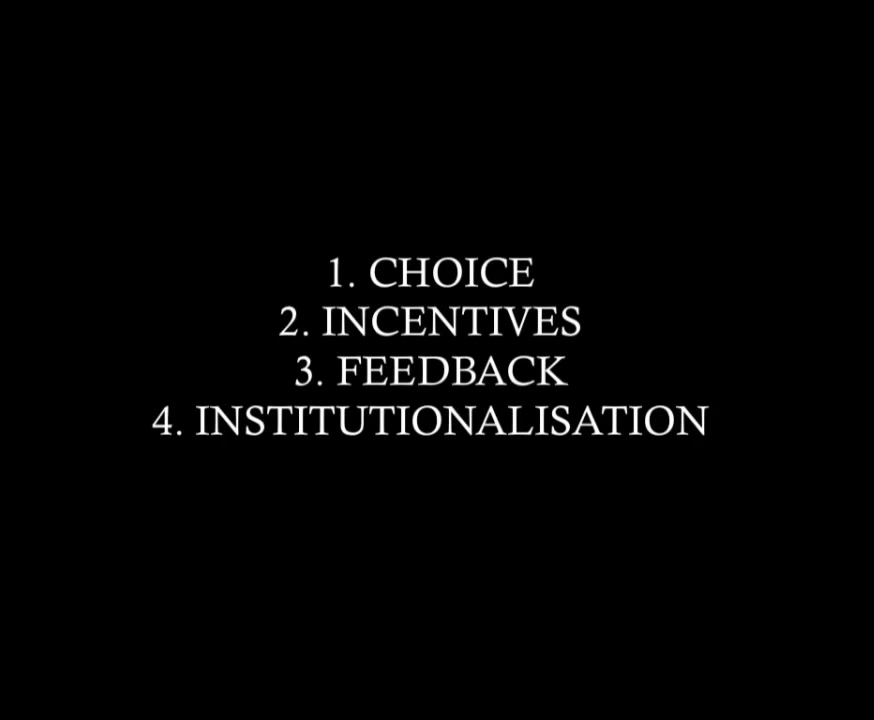 1. CHOICE
2. INCENTIVES
3. FEEDBACK
4. INSTITUTIONALISATION